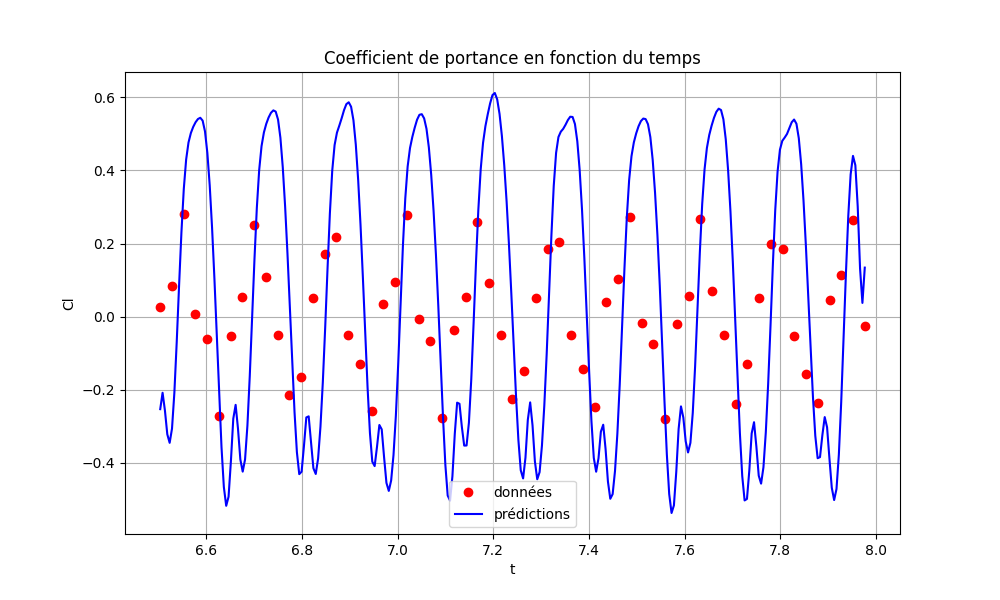 Coefficient de portance en fonction du temps
0.6
0.4
0.2
0.0
−0.2
−0.4
Cl
données
prédictions
6.6 6.8 7.0 7.2 7.4 7.6 7.8 8.0
t